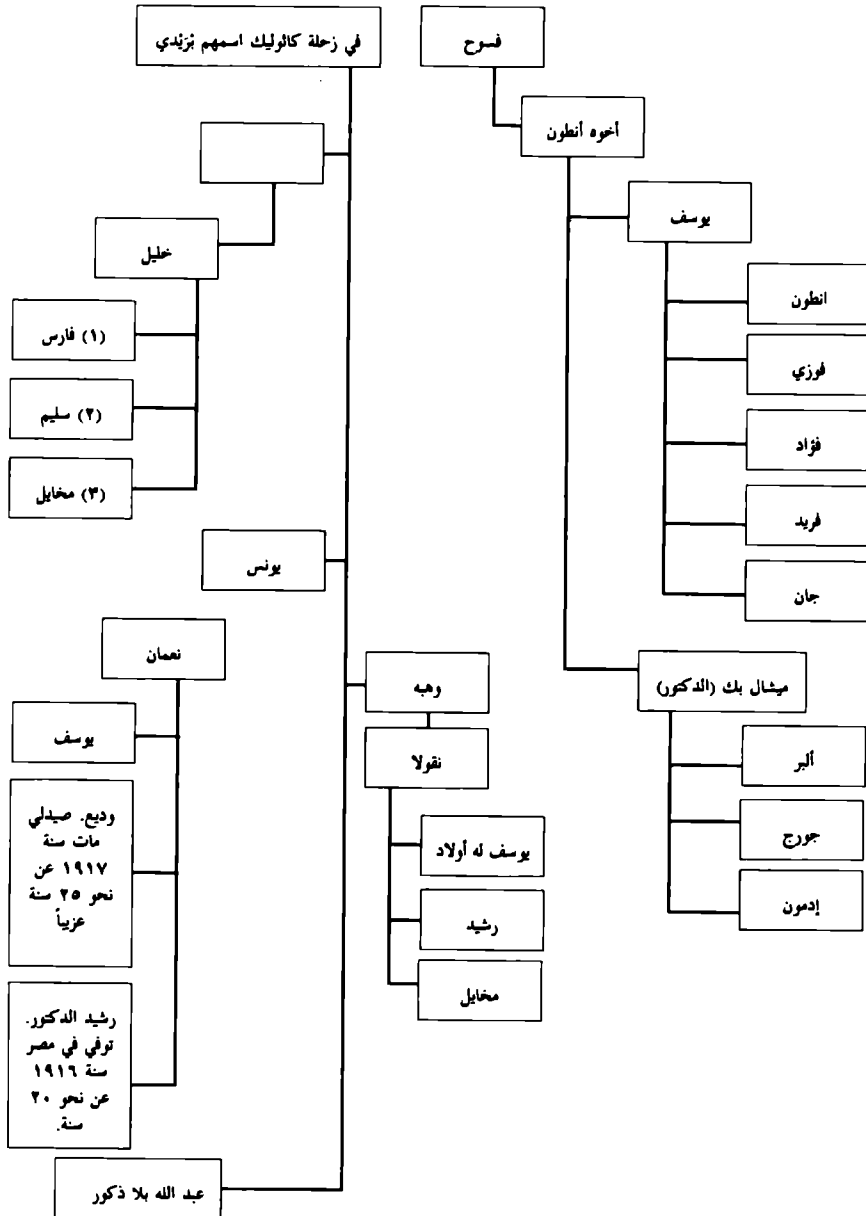 فسوح
أخوه أنطون
يوسف
انطون
فوزي
فؤاد
فريد
جان
ميشال بك (الدكتور)
ألبر
جورج
إدمون
في زحلة كاثوليك اسمهم بُرَيْدي
خليل
(١) فارس
(٢) سليم
(٣) مخايل
يونس
نعمان
يوسف
وديع. صيدلي
مات سنة
١٩١٧ عن
نحو ٢٥ سنة
عزيباً
رشيد الدكتور.
توفي في مصر
سنة ١٩١٦
عن نحو ٢٠
سنة.
وهبه
نقولا
يوسف له أولاد
رشيد
مخايل
عبد الله بلا ذكور